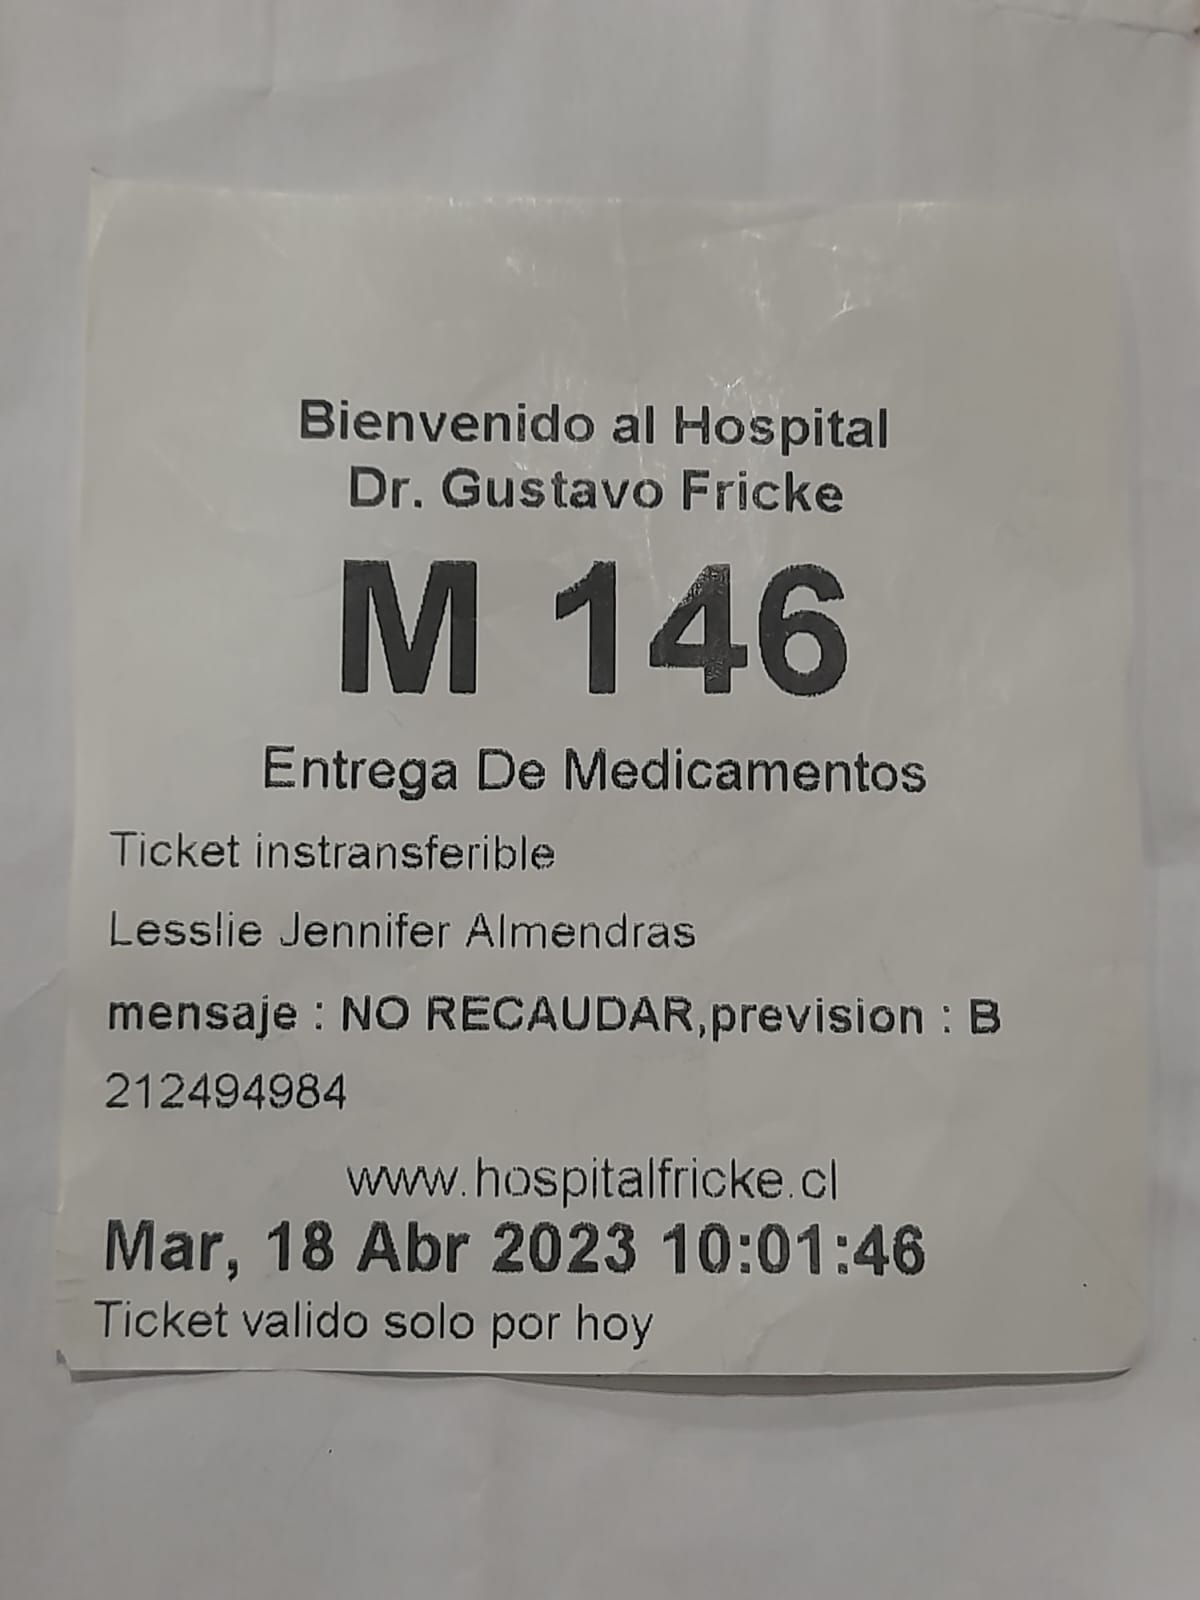 Bienvenido al Hospital
Dr. Gustavo Fricke
M 146
Entrega De Medicamentos
Ticket instransferible
Lesslie Jennifer Almendras
mensaje : NO RECAUDAR,prevision : B
212494984
www.hospitalfricke.cl
Mar, 18 Abr 2023 10:01:46
Ticket valido solo por hoy